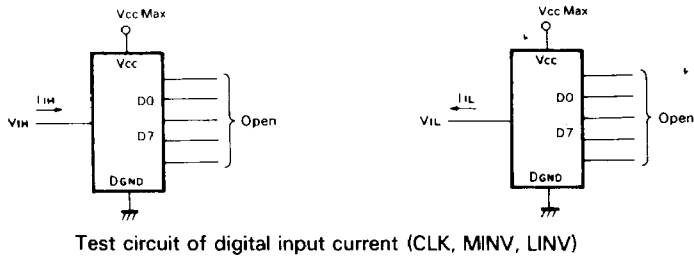 Vcc Max
Vcc
IIH
VIH
D0
D7
Open
DGND
Vcc Max
Vcc
IIL
VIL
D0
D7
Open
DGND
Test circuit of digital input current (CLK, MINV, LINV)